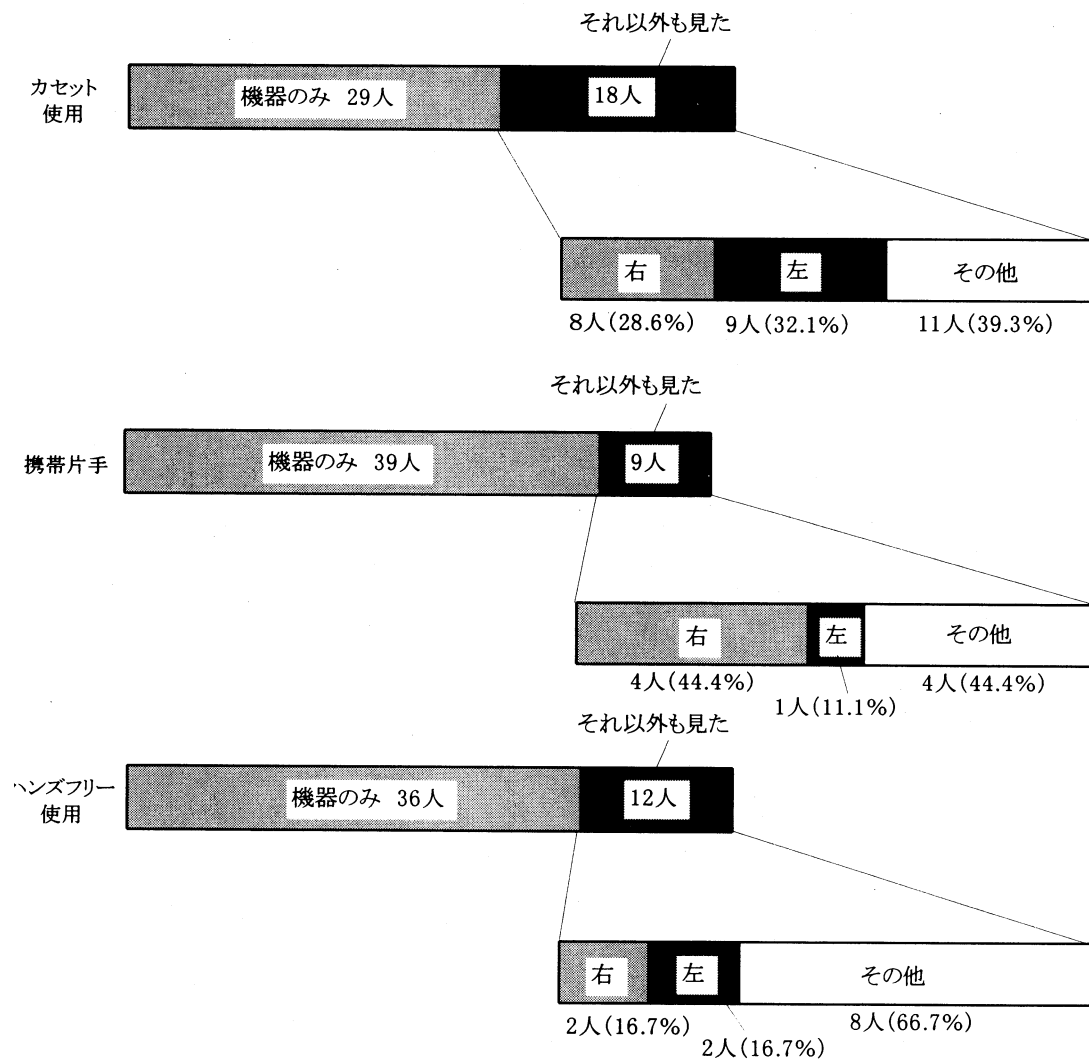 それ以外も見た
カセット
使用
機器のみ 29人
18人
右
左
その他
8人(28.6%)
9人(32.1%)
11人(39.3%)
それ以外も見た
携帯片手
機器のみ 39人
9人
右
左
その他
4人(44.4%)
1人(11.1%)
4人(44.4%)
それ以外も見た
ハンズフリー
使用
機器のみ 36人
12人
右
左
その他
2人(16.7%)
2人(16.7%)
8人(66.7%)